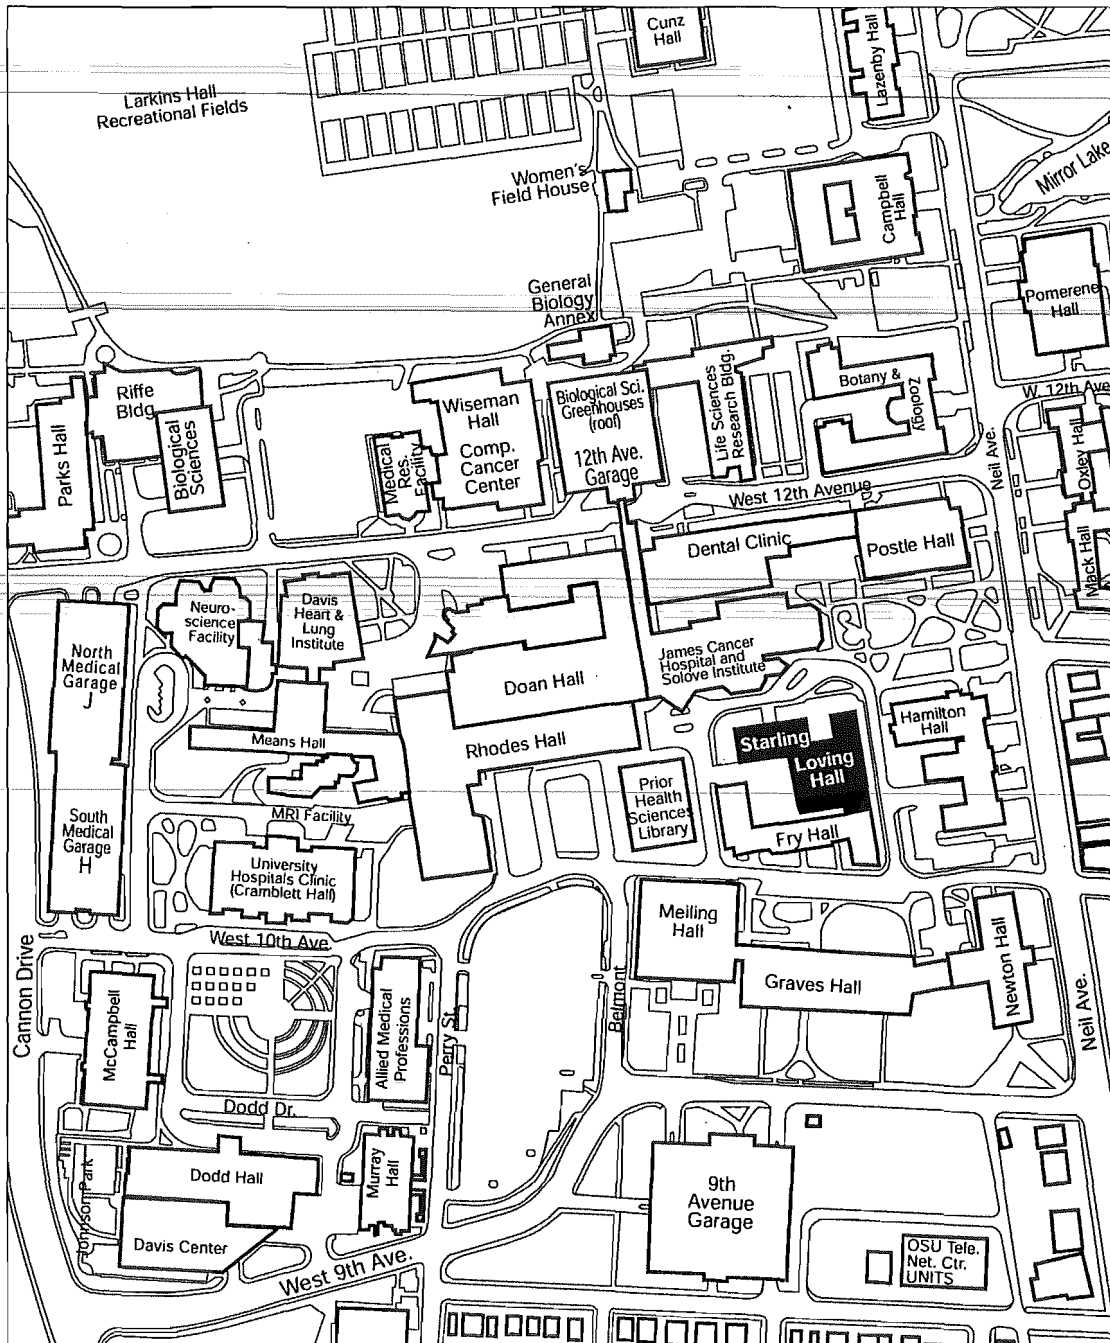 Cunz
Hall
Lazenby Hall
Larkins Hall
Recreational Fields
Women's
Field House
Mirror Lake
Campbell
Hall
General
Biology
Annex
Pomerene
Hall
Riffe
Bldg.
Parks Hall
Biological
Sciences
Wiseman
Hall
Comp.
Cancer
Center
Medical
Res.
Facility
Biological Sci.
Greenhouses
(roof)
12th Ave.
Garage
Life Sciences
Research Bldg.
Botany &
Zoology
W. 12th Ave
Oxley Hall
Neil Ave.
West 12th Avenue
Mack Hall
Dental Clinic
Postle Hall
Neuro-
science
Facility
Davis
Heart &
Lung
Institute
North
Medical
Garage
J
James Cancer
Hospital and
Solove Institute
Doan Hall
Rhodes Hall
Means Hall
Starling
Loving
Hall
Hamilton
Hall
Prior
Health
Sciences
Library
MRI Facility
South
Medical
Garage
H
Fry Hall
University
Hospitals Clinic
(Cramblett Hall)
Meiling
Hall
West 10th Ave.
Cannon Drive
Graves Hall
Newton Hall
Belmont
Neil Ave.
McCampbell
Hall
Allied Medical
Professions
Perry St.
Dodd Dr.
Dodd Hall
Murray
Hall
Johnson Park
Davis Center
9th
Avenue
Garage
West 9th Ave.
OSU Tele.
Net. Ctr.
UNITS